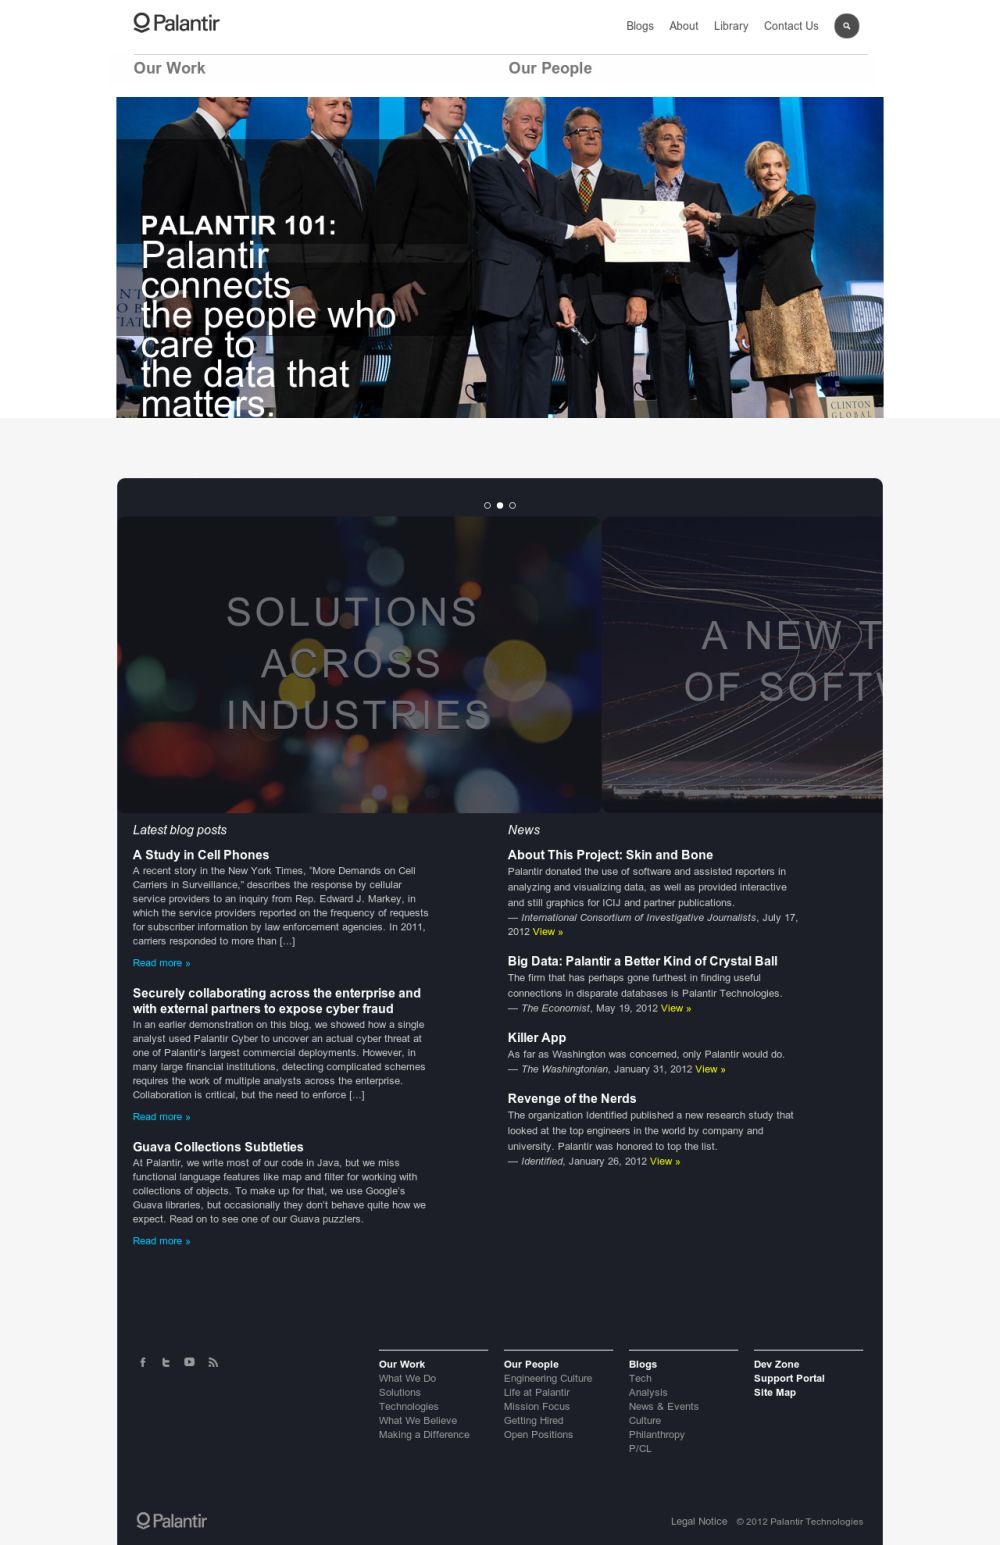 Palantir
Blogs About Library Contact Us
Our Work Our People
PALANTIR 101:
Palantir
connects
the people who
care to
the data that
matters.
CLINTON
GLOBAL
SOLUTIONS
ACROSS
INDUSTRIES
A NEW T
OF SOFTW
Latest blog posts
A Study in Cell Phones
A recent story in the New York Times, "More Demands on Cell
Carriers in Surveillance," describes the response by cellular
service providers to an inquiry from Rep. Edward J. Markey, in
which the service providers reported on the frequency of requests
for subscriber information by law enforcement agencies. In 2011,
carriers responded to more than [...]
Read more »
Securely collaborating across the enterprise and
with external partners to expose cyber fraud
In an earlier demonstration on this blog, we showed how a single
analyst used Palantir Cyber to uncover an actual cyber threat at
one of Palantir's largest commercial deployments. However, in
many large financial institutions, detecting complicated schemes
requires the work of multiple analysts across the enterprise.
Collaboration is critical, but the need to enforce [...]
Read more »
Guava Collections Subtleties
At Palantir, we write most of our code in Java, but we miss
functional language features like map and filter for working with
collections of objects. To make up for that, we use Google's
Guava libraries, but occasionally they don't behave quite how we
expect. Read on to see one of our Guava puzzlers.
Read more »
News
About This Project: Skin and Bone
Palantir donated the use of software and assisted reporters in
analyzing and visualizing data, as well as provided interactive
and still graphics for ICIJ and partner publications.
— International Consortium of Investigative Journalists, July 17,
2012 View »
Big Data: Palantir a Better Kind of Crystal Ball
The firm that has perhaps gone furthest in finding useful
connections in disparate databases is Palantir Technologies.
— The Economist, May 19, 2012 View »
Killer App
As far as Washington was concerned, only Palantir would do.
— The Washingtonian, January 31, 2012 View »
Revenge of the Nerds
The organization Identified published a new research study that
looked at the top engineers in the world by company and
university. Palantir was honored to top the list.
— Identified, January 26, 2012 View »
Our Work
What We Do
Solutions
Technologies
What We Believe
Making a Difference
Our People
Engineering Culture
Life at Palantir
Mission Focus
Getting Hired
Open Positions
Blogs
Tech
Analysis
News & Events
Culture
Philanthropy
P/CL
Dev Zone
Support Portal
Site Map
Palantir
Legal Notice © 2012 Palantir Technologies